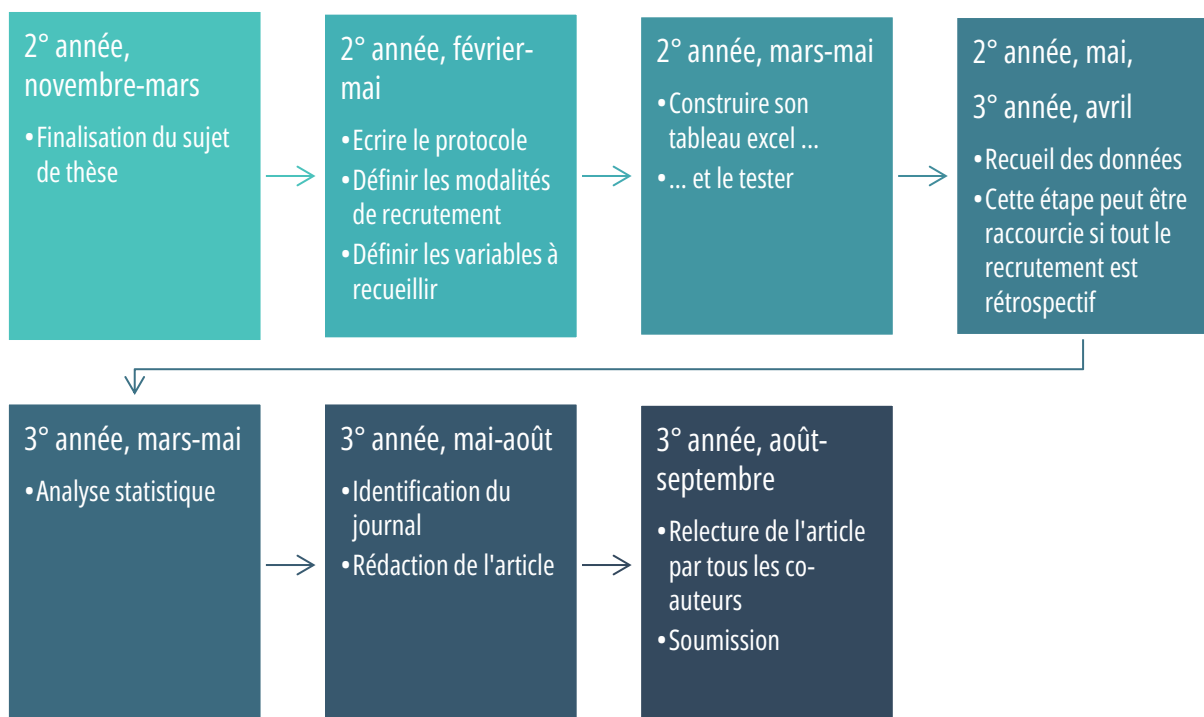 2° année,
novembre-mars
•Finalisation du sujet
de thèse
2° année, février-
mai
•Ecrire le protocole
•Définir les modalités
de recrutement
•Définir les variables à
recueillir
2° année, mars-mai
•Construire son
tableau excel ...
•... et le tester
2° année, mai,
3° année, avril
•Recueil des données
•Cette étape peut être
raccourcie si tout le
recrutement est
rétrospectif
3° année, mars-mai
•Analyse statistique
3° année, mai-août
•Identification du
journal
•Rédaction de l'article
3° année, août-
septembre
•Relecture de l'article
par tous les co-
auteurs
•Soumission